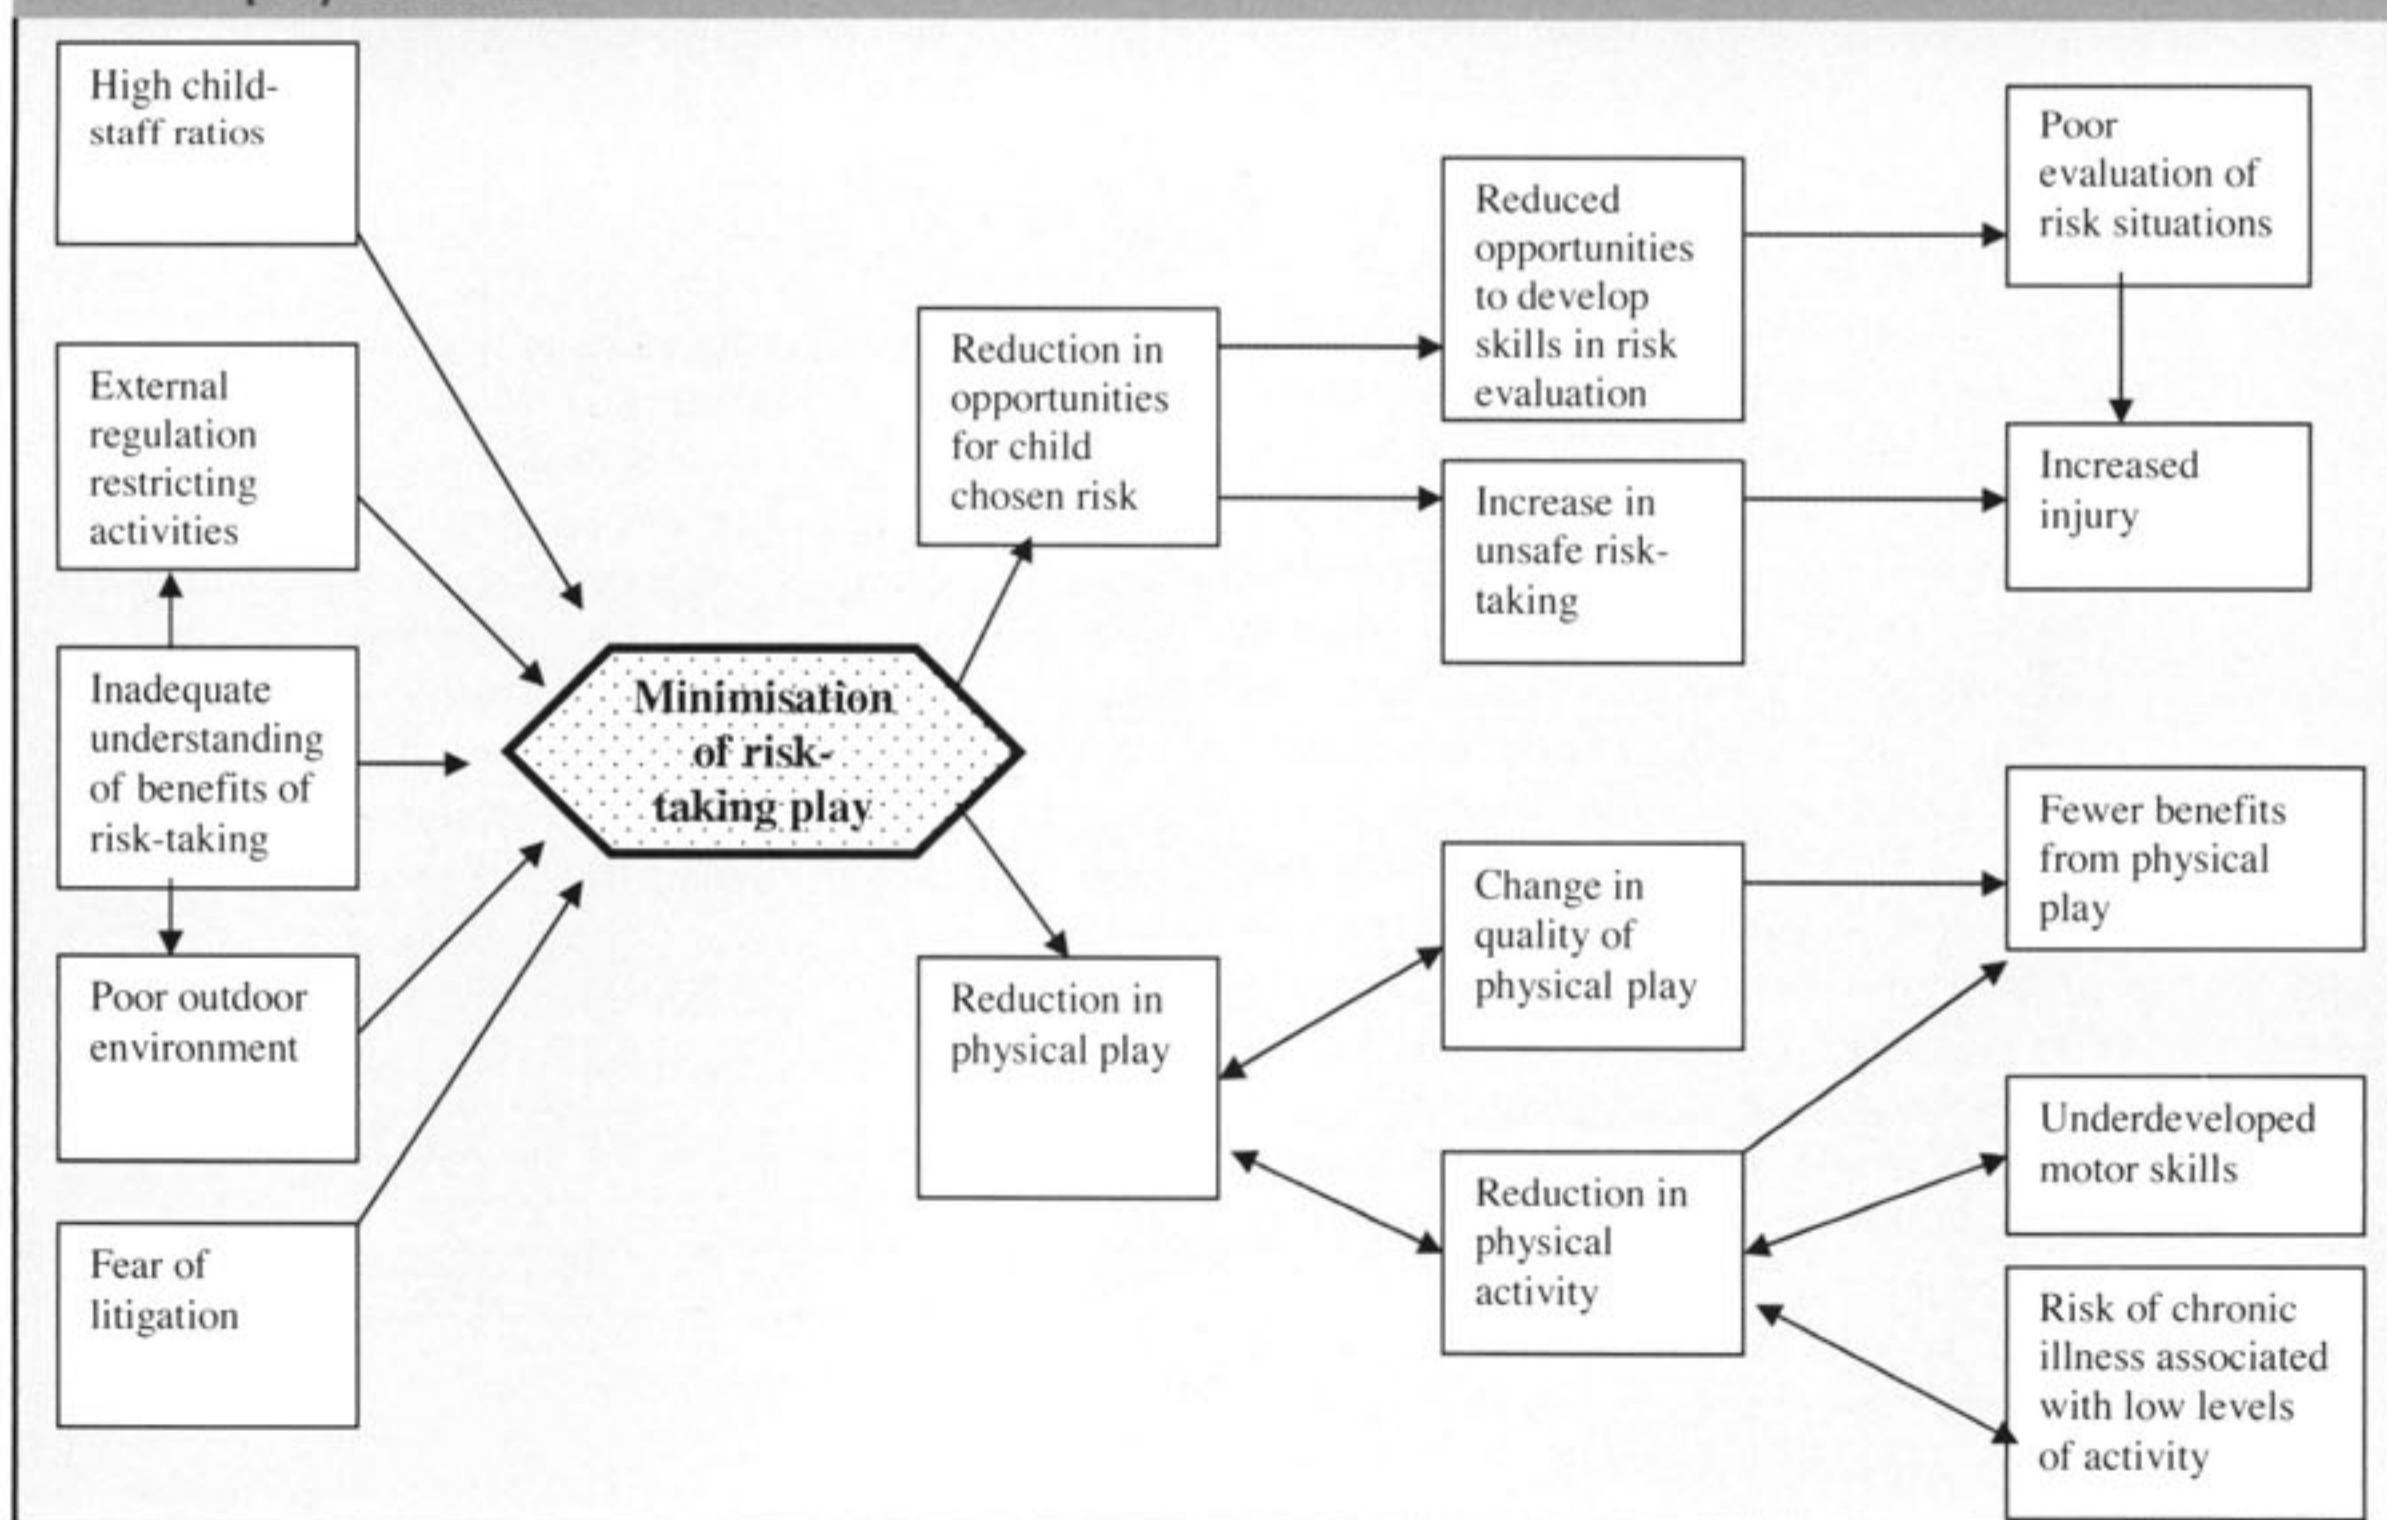 High child-
staff ratios
External
regulation
restricting
activities
Inadequate
understanding
of benefits of
risk-taking
Poor outdoor
environment
Fear of
litigation
Minimisation
of risk-
taking play
Reduction in
opportunities
for child
chosen risk
Reduction in
physical play
Reduced
opportunities
to develop
skills in risk
evaluation
Increase in
unsafe risk-
taking
Change in
quality of
physical play
Reduction in
physical
activity
Poor
evaluation of
risk situations
Increased
injury
Fewer benefits
from physical
play
Underdeveloped
motor skills
Risk of chronic
illness associated
with low levels
of activity